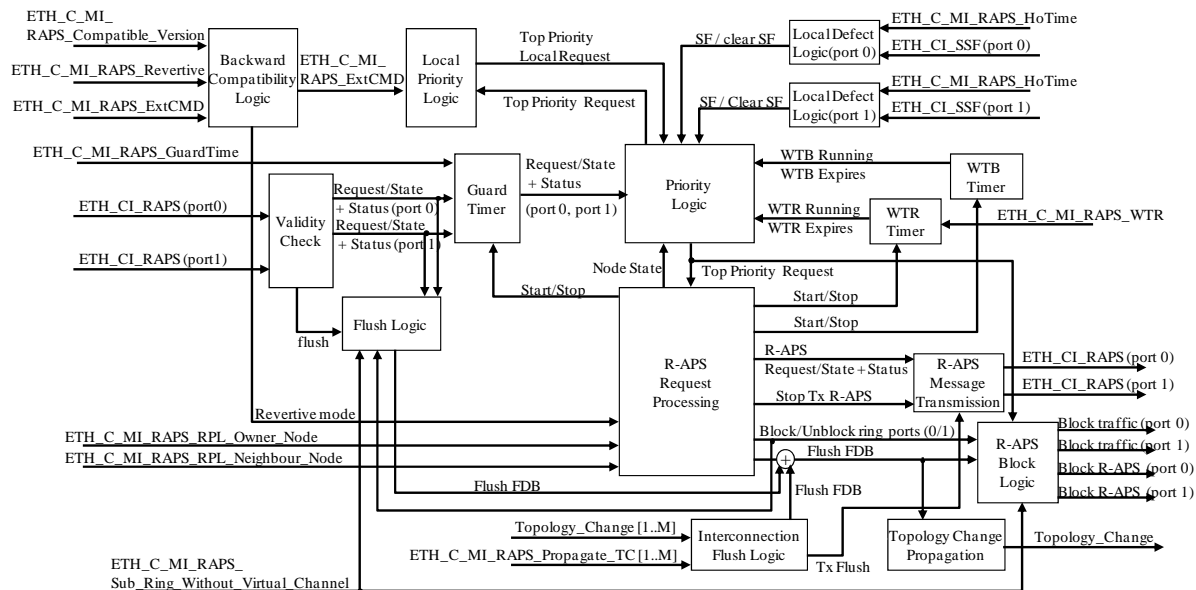 ETH_C_MI_
RAPS_Compatible_Version
ETH_C_MI_RAPS_Revertive
ETH_C_MI_RAPS_ExtCMD
Backward
Compatibility
Logic
ETH_C_MI_
RAPS_ExtCMD
Local
Priority
Logic
Top Priority
Local Request
Top Priority Request
SF / clear SF
SF / Clear SF
Local Defect
Logic(port 0)
Local Defect
Logic(port 1)
ETH_C_MI_RAPS_HoTime
ETH_CI_SSF (port 0)
ETH_C_MI_RAPS_HoTime
ETH_CI_SSF (port 1)
ETH_C_MI_RAPS_GuardTime
ETH_CI_RAPS (port0)
ETH_CI_RAPS (port1)
Validity
Check
Request/State
+ Status (port 0)
Request/State
+ Status (port 1)
Guard
Timer
Request/State
+ Status
(port 0, port 1)
Priority
Logic
WTB Running
WTB Expires
WTB
Timer
WTR Running
WTR Expires
WTR
Timer
ETH_C_MI_RAPS_WTR
Node State
Top Priority Request
Start/Stop
Start/Stop
Start/Stop
flush
Flush Logic
R-APS
Request
Processing
R-APS
Request/State + Status
Stop Tx R-APS
R-APS
Message
Transmission
ETH_CI_RAPS (port 0)
ETH_CI_RAPS (port 1)
Revertive mode
ETH_C_MI_RAPS_RPL_Owner_Node
ETH_C_MI_RAPS_RPL_Neighbour_Node
Block/Unblock ring ports (0/1)
+
Flush FDB
Flush FDB
Flush FDB
R-APS
Block
Logic
Block traffic (port 0)
Block traffic (port 1)
Block R-APS (port 0)
Block R-APS (port 1)
Topology_Change [1..M]
ETH_C_MI_RAPS_Propagate_TC [1..M]
Interconnection
Flush Logic
Tx Flush
Topology Change
Propagation
Topology_Change
ETH_C_MI_RAPS_
Sub_Ring_Without_Virtual_Channel